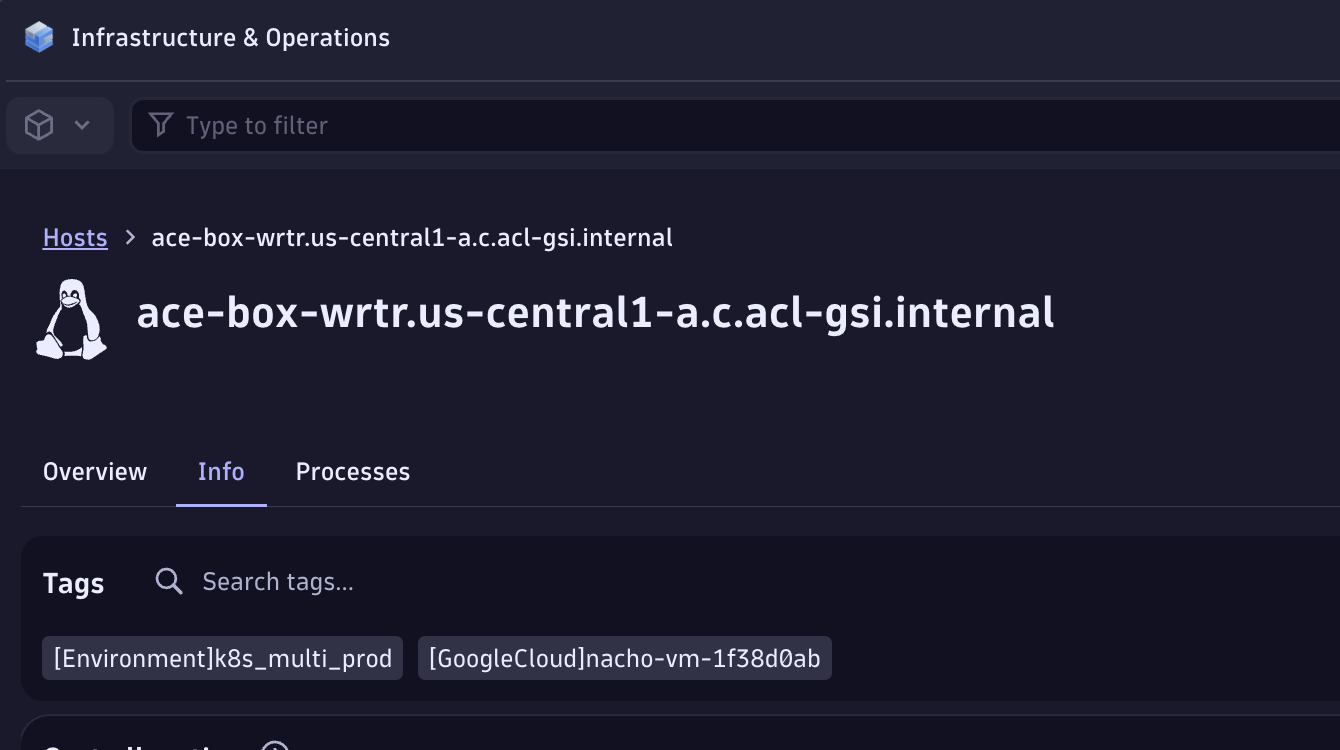 Infrastructure & Operations
Type to filter
Hosts > ace-box-wrtr.us-central1-a.c.acl-gsi.internal
ace-box-wrtr.us-central1-a.c.acl-gsi.internal
Overview Info Processes
Tags Search tags...
[Environment]k8s_multi_prod [GoogleCloud]nacho-vm-1f38d0ab